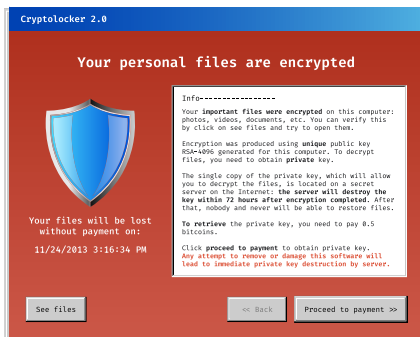 Cryptolocker 2.0
Your personal files are encrypted
Info-----------------
Your important files were encrypted on this computer:
photos, videos, documents, etc. You can verify this
by click on see files and try to open them.
Encryption was produced using unique public key
RSA-4096 generated for this computer. To decrypt
files, you need to obtain private key.
The single copy of the private key, which will allow
you to decrypt the files, is located on a secret
server on the Internet: the server will destroy the
key within 72 hours after encryption completed. After
that, nobody and never will be able to restore files.
To retrieve the private key, you need to pay 0.5
bitcoins.
Click proceed to payment to obtain private key.
Any attempt to remove or damage this software will
lead to immediate private key destruction by server.
Your files will be lost
without payment on:
11/24/2013 3:16:34 PM
See files
<< Back
Proceed to payment >>